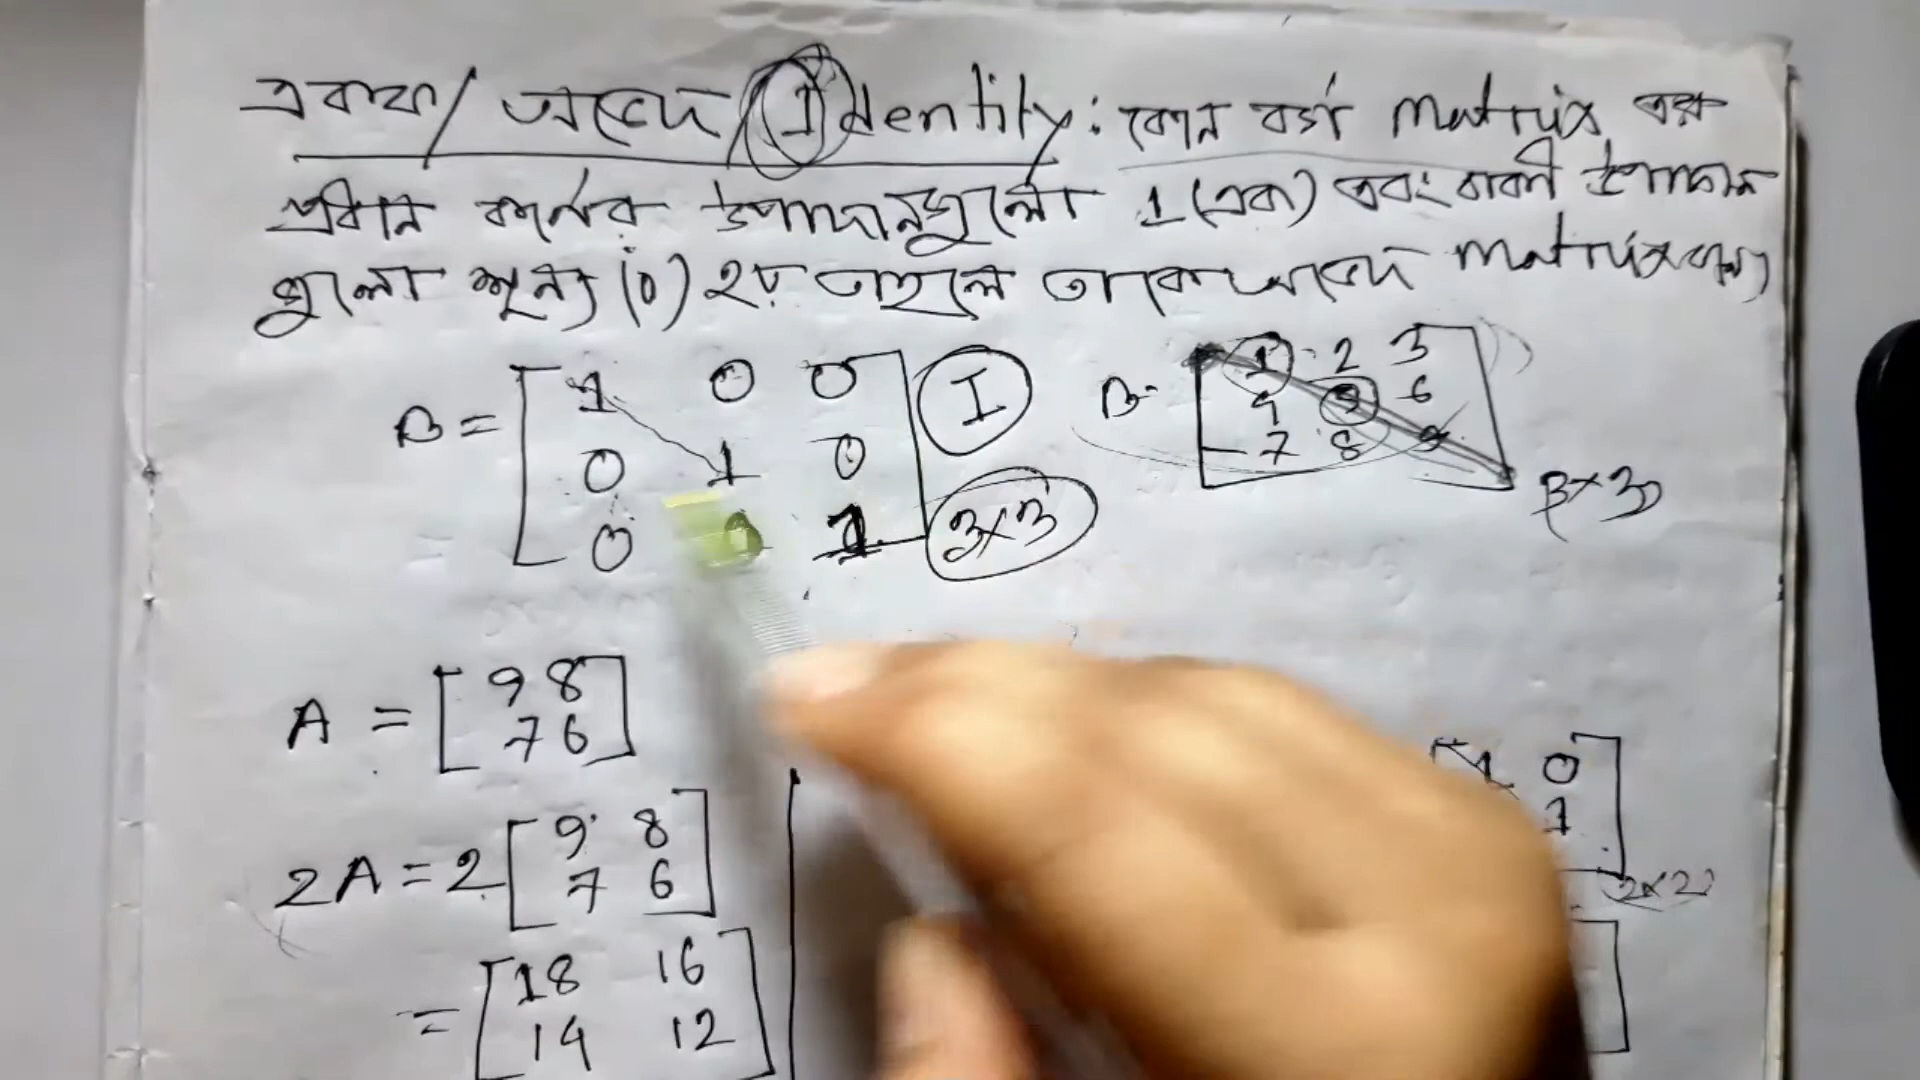 একক/অভেদ/Identity: কোন বর্গ matrix এর
প্রধান কর্ণের উপাদানগুলো 1 (এক) এবং বাকী উপাদান
গুলো শূন্য (0) হয় তাহলে তাকে অভেদ matrix বলে
B = [1 0 0
0 1 0
0 0 1] I 3×3
B = [1 2 3
4 5 6
7 8 9] 3×3
A = [9 8
7 6]
2A = 2 [9 8
7 6]
= [18 16
14 12]
1 0
1
2×2